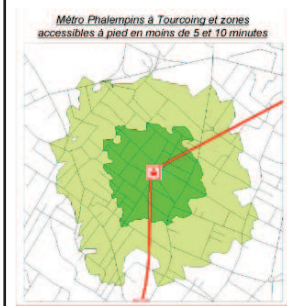 Métro Phalempins à Tourcoing et zones
accessibles à pied en moins de 5 et 10 minutes